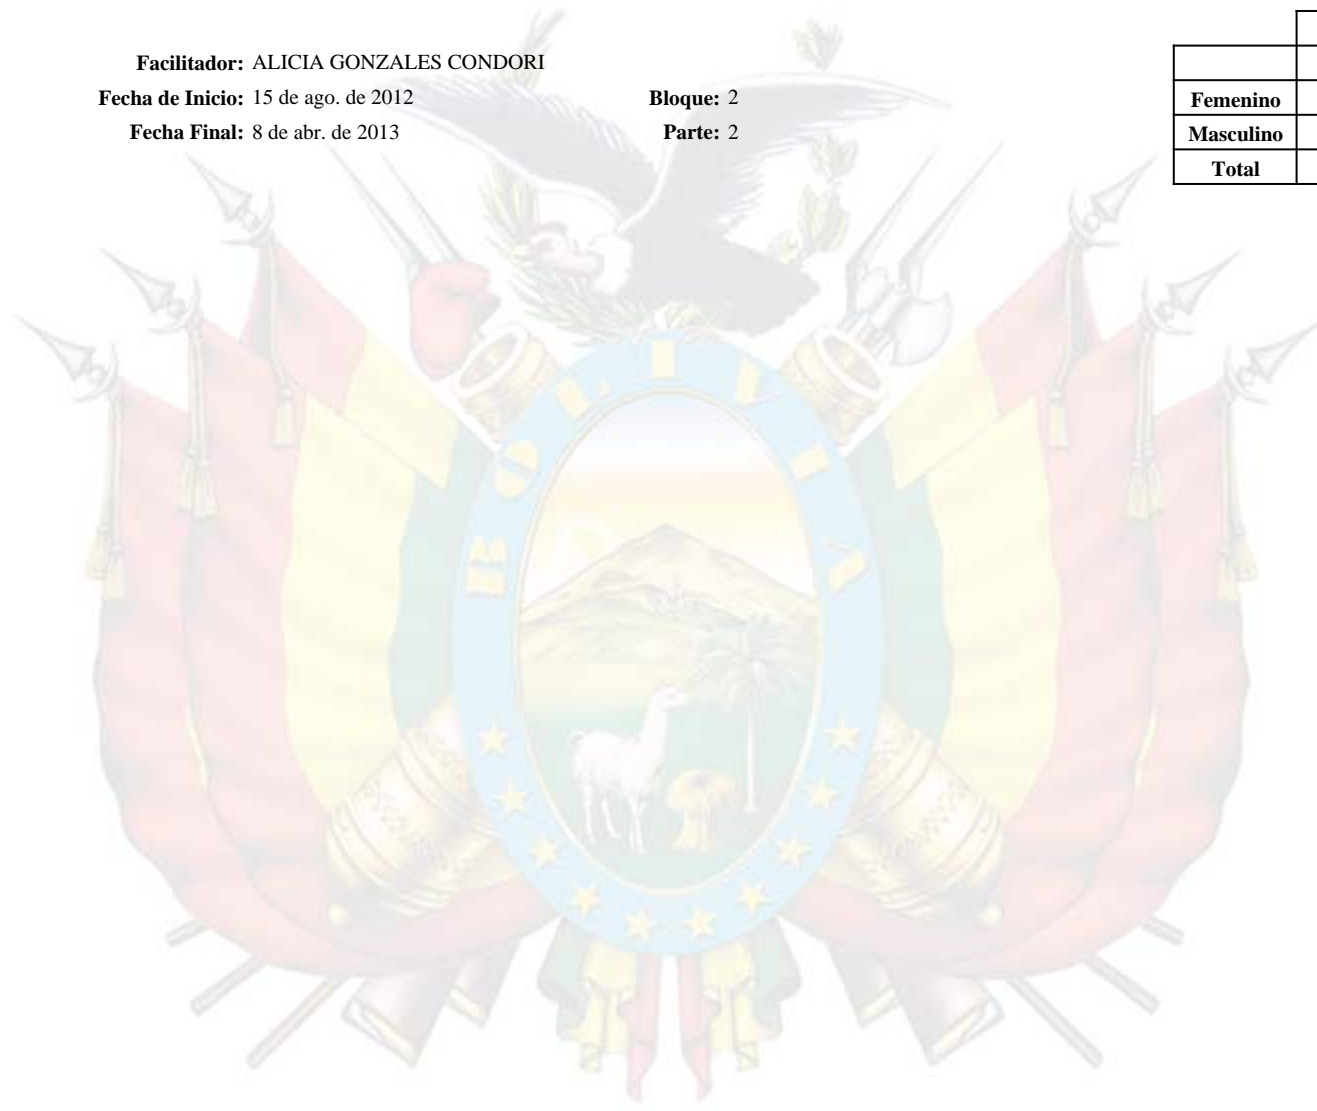 Facilitador: ALICIA GONZALES CONDORI
Fecha de Inicio: 15 de ago. de 2012 Bloque: 2
Fecha Final: 8 de abr. de 2013 Parte: 2
Femenino
Masculino
Total
BOLIVIA